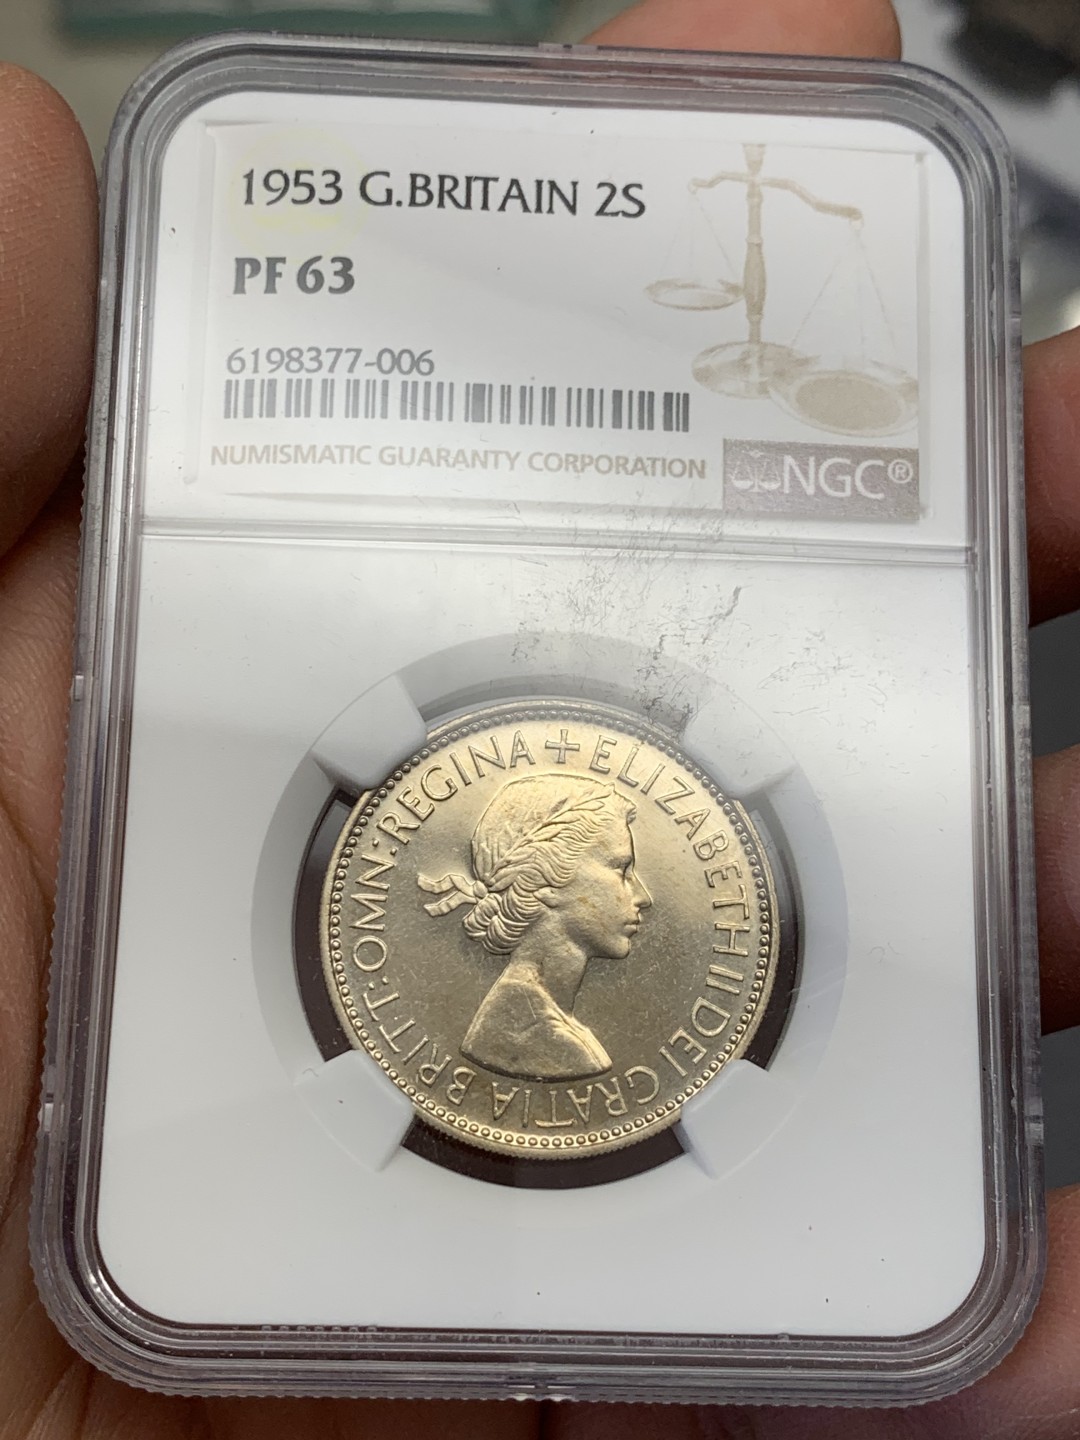 1953 G.BRITAIN 2S
PF 63
6198377-006
NUMISMATIC GUARANTY CORPORATION
NGC®
+ ELIZABETH II DEI GRATIA BRITT: OMN: REGINA